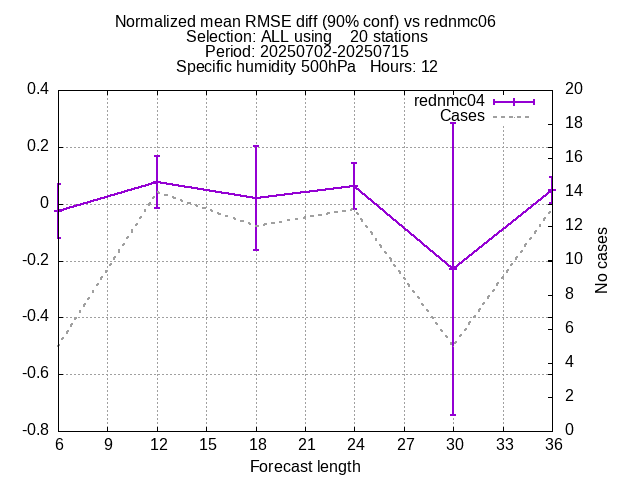 Normalized mean RMSE diff (90% conf) vs rednmc06
Selection: ALL using    20 stations
Period: 20250702-20250715
Specific humidity 500hPa   Hours: 12
rednmc04
Cases
0.4
0.2
0
-0.2
-0.4
-0.6
-0.8
20
18
16
14
12
10
8
6
4
2
0
No cases
6 9 12 15 18 21 24 27 30 33 36
Forecast length